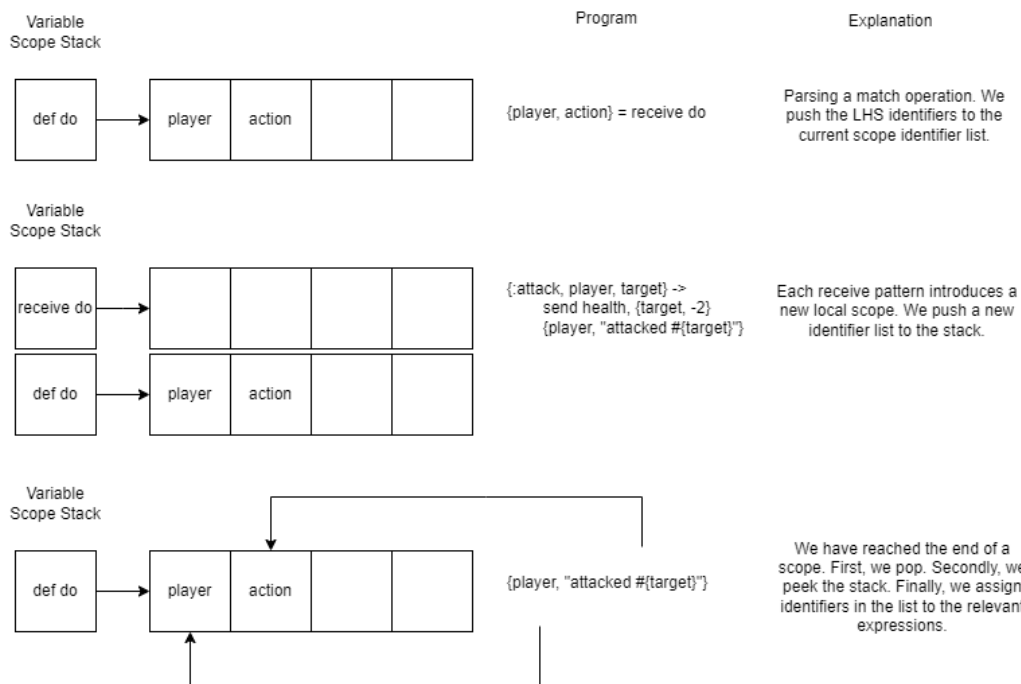 Variable
Scope Stack
Program
Explanation
def do
player
action
{player, action} = receive do
Parsing a match operation. We
push the LHS identifiers to the
current scope identifier list.
Variable
Scope Stack
receive do
{:attack, player, target} ->
send health, {target, -2}
{player, "attacked #{target}"}
Each receive pattern introduces a
new local scope. We push a new
identifier list to the stack.
def do
player
action
Variable
Scope Stack
def do
player
action
{player, "attacked #{target}"}
We have reached the end of a
scope. First, we pop. Secondly, we
peek the stack. Finally, we assign
identifiers in the list to the relevant
expressions.